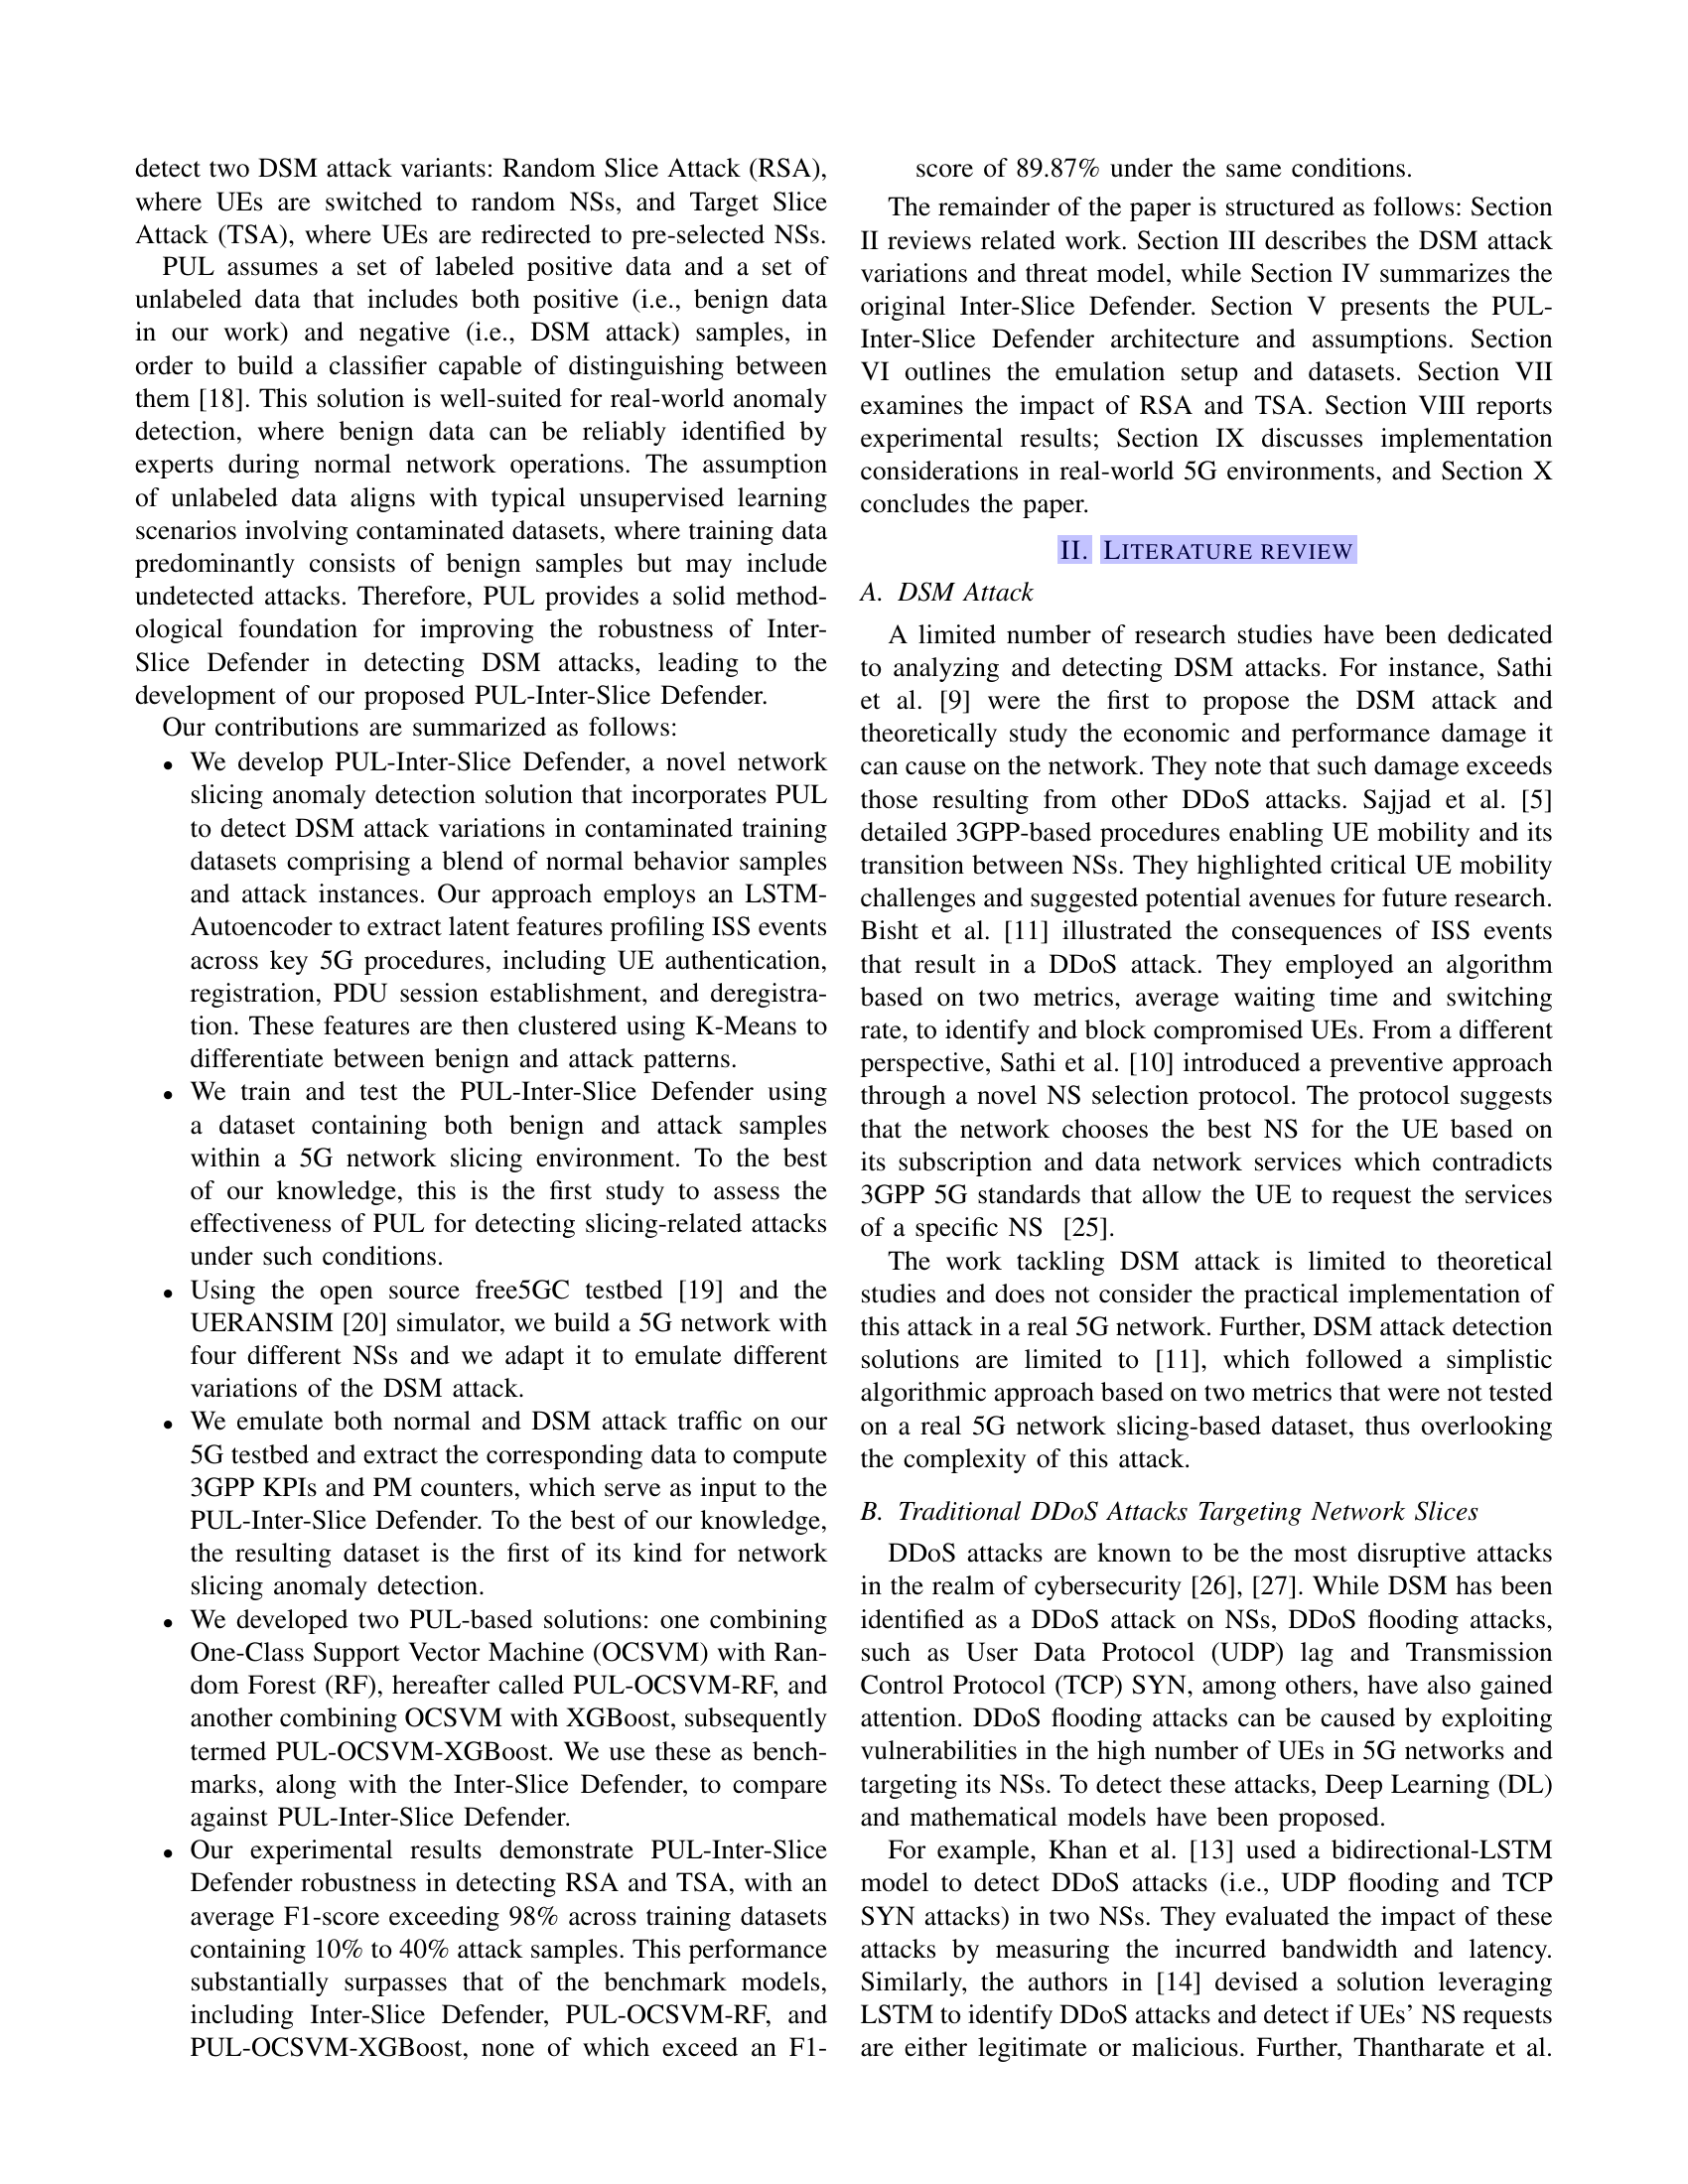 detect two DSM attack variants: Random Slice Attack (RSA),
where UEs are switched to random NSs, and Target Slice
Attack (TSA), where UEs are redirected to pre-selected NSs.
PUL assumes a set of labeled positive data and a set of
unlabeled data that includes both positive (i.e., benign data
in our work) and negative (i.e., DSM attack) samples, in
order to build a classifier capable of distinguishing between
them [18]. This solution is well-suited for real-world anomaly
detection, where benign data can be reliably identified by
experts during normal network operations. The assumption
of unlabeled data aligns with typical unsupervised learning
scenarios involving contaminated datasets, where training data
predominantly consists of benign samples but may include
undetected attacks. Therefore, PUL provides a solid method-
ological foundation for improving the robustness of Inter-
Slice Defender in detecting DSM attacks, leading to the
development of our proposed PUL-Inter-Slice Defender.
Our contributions are summarized as follows:
• We develop PUL-Inter-Slice Defender, a novel network
slicing anomaly detection solution that incorporates PUL
to detect DSM attack variations in contaminated training
datasets comprising a blend of normal behavior samples
and attack instances. Our approach employs an LSTM-
Autoencoder to extract latent features profiling ISS events
across key 5G procedures, including UE authentication,
registration, PDU session establishment, and deregistra-
tion. These features are then clustered using K-Means to
differentiate between benign and attack patterns.
• We train and test the PUL-Inter-Slice Defender using
a dataset containing both benign and attack samples
within a 5G network slicing environment. To the best
of our knowledge, this is the first study to assess the
effectiveness of PUL for detecting slicing-related attacks
under such conditions.
• Using the open source free5GC testbed [19] and the
UERANSIM [20] simulator, we build a 5G network with
four different NSs and we adapt it to emulate different
variations of the DSM attack.
• We emulate both normal and DSM attack traffic on our
5G testbed and extract the corresponding data to compute
3GPP KPIs and PM counters, which serve as input to the
PUL-Inter-Slice Defender. To the best of our knowledge,
the resulting dataset is the first of its kind for network
slicing anomaly detection.
• We developed two PUL-based solutions: one combining
One-Class Support Vector Machine (OCSVM) with Ran-
dom Forest (RF), hereafter called PUL-OCSVM-RF, and
another combining OCSVM with XGBoost, subsequently
termed PUL-OCSVM-XGBoost. We use these as bench-
marks, along with the Inter-Slice Defender, to compare
against PUL-Inter-Slice Defender.
• Our experimental results demonstrate PUL-Inter-Slice
Defender robustness in detecting RSA and TSA, with an
average F1-score exceeding 98% across training datasets
containing 10% to 40% attack samples. This performance
substantially surpasses that of the benchmark models,
including Inter-Slice Defender, PUL-OCSVM-RF, and
PUL-OCSVM-XGBoost, none of which exceed an F1-
score of 89.87% under the same conditions.
The remainder of the paper is structured as follows: Section
II reviews related work. Section III describes the DSM attack
variations and threat model, while Section IV summarizes the
original Inter-Slice Defender. Section V presents the PUL-
Inter-Slice Defender architecture and assumptions. Section
VI outlines the emulation setup and datasets. Section VII
examines the impact of RSA and TSA. Section VIII reports
experimental results; Section IX discusses implementation
considerations in real-world 5G environments, and Section X
concludes the paper.
II. LITERATURE REVIEW
A. DSM Attack
A limited number of research studies have been dedicated
to analyzing and detecting DSM attacks. For instance, Sathi
et al. [9] were the first to propose the DSM attack and
theoretically study the economic and performance damage it
can cause on the network. They note that such damage exceeds
those resulting from other DDoS attacks. Sajjad et al. [5]
detailed 3GPP-based procedures enabling UE mobility and its
transition between NSs. They highlighted critical UE mobility
challenges and suggested potential avenues for future research.
Bisht et al. [11] illustrated the consequences of ISS events
that result in a DDoS attack. They employed an algorithm
based on two metrics, average waiting time and switching
rate, to identify and block compromised UEs. From a different
perspective, Sathi et al. [10] introduced a preventive approach
through a novel NS selection protocol. The protocol suggests
that the network chooses the best NS for the UE based on
its subscription and data network services which contradicts
3GPP 5G standards that allow the UE to request the services
of a specific NS [25].
The work tackling DSM attack is limited to theoretical
studies and does not consider the practical implementation of
this attack in a real 5G network. Further, DSM attack detection
solutions are limited to [11], which followed a simplistic
algorithmic approach based on two metrics that were not tested
on a real 5G network slicing-based dataset, thus overlooking
the complexity of this attack.
B. Traditional DDoS Attacks Targeting Network Slices
DDoS attacks are known to be the most disruptive attacks
in the realm of cybersecurity [26], [27]. While DSM has been
identified as a DDoS attack on NSs, DDoS flooding attacks,
such as User Data Protocol (UDP) lag and Transmission
Control Protocol (TCP) SYN, among others, have also gained
attention. DDoS flooding attacks can be caused by exploiting
vulnerabilities in the high number of UEs in 5G networks and
targeting its NSs. To detect these attacks, Deep Learning (DL)
and mathematical models have been proposed.
For example, Khan et al. [13] used a bidirectional-LSTM
model to detect DDoS attacks (i.e., UDP flooding and TCP
SYN attacks) in two NSs. They evaluated the impact of these
attacks by measuring the incurred bandwidth and latency.
Similarly, the authors in [14] devised a solution leveraging
LSTM to identify DDoS attacks and detect if UEs' NS requests
are either legitimate or malicious. Further, Thantharate et al.